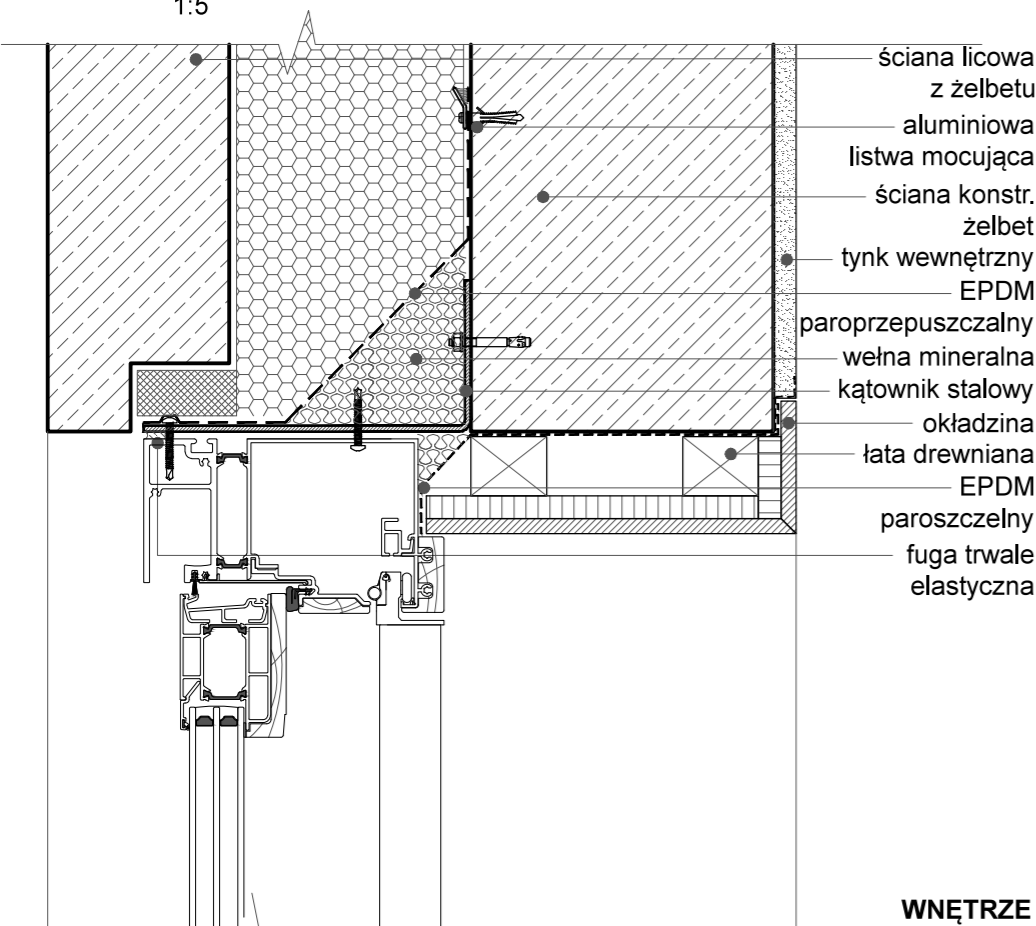 1:5
ściana licowa
z żelbetu
aluminiowa
listwa mocująca
ściana konstr.
żelbet
tynk wewnętrzny
EPDM
paroprzepuszczalny
wełna mineralna
kątownik stalowy
okładzina
łata drewniana
EPDM
paroszczelny
fuga trwale
elastyczna
WNĘTRZE